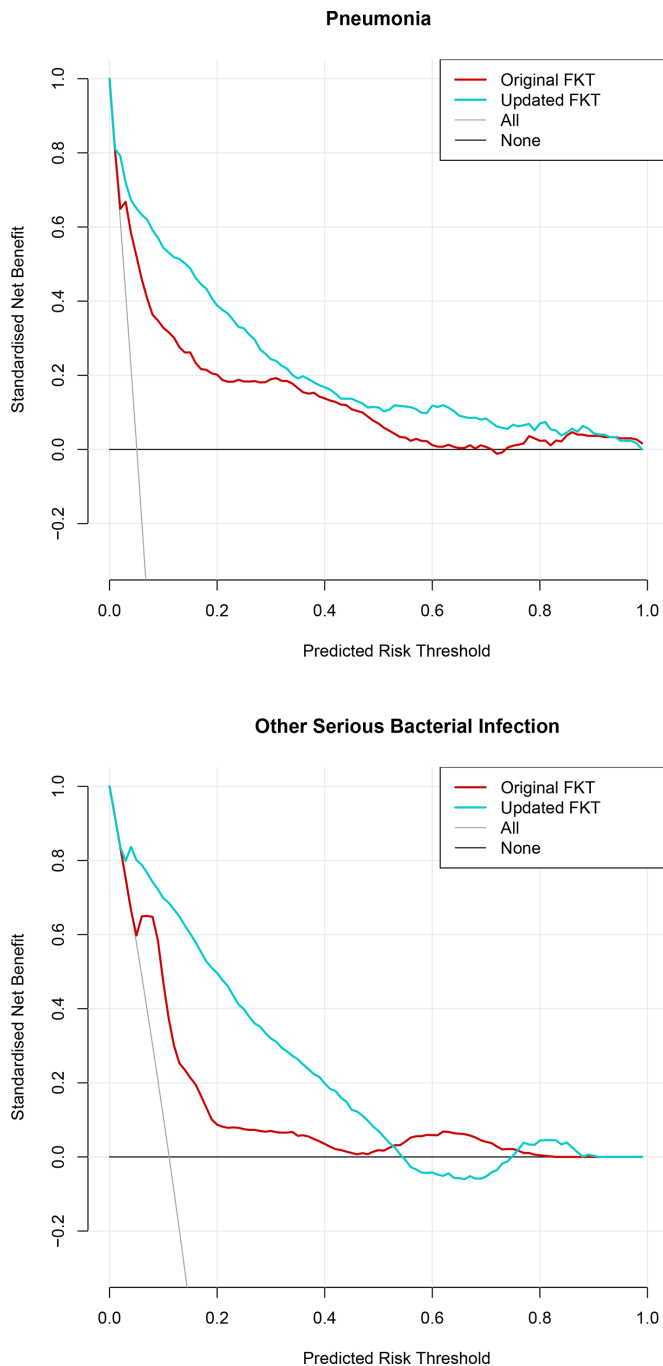 Pneumonia
Original FKT
Updated FKT
All
None
Standardised Net Benefit
1.0
0.8
0.6
0.4
0.2
0.0
−0.2
0.0 0.2 0.4 0.6 0.8 1.0
Predicted Risk Threshold
Other Serious Bacterial Infection
Original FKT
Updated FKT
All
None
Standardised Net Benefit
1.0
0.8
0.6
0.4
0.2
0.0
−0.2
0.0 0.2 0.4 0.6 0.8 1.0
Predicted Risk Threshold